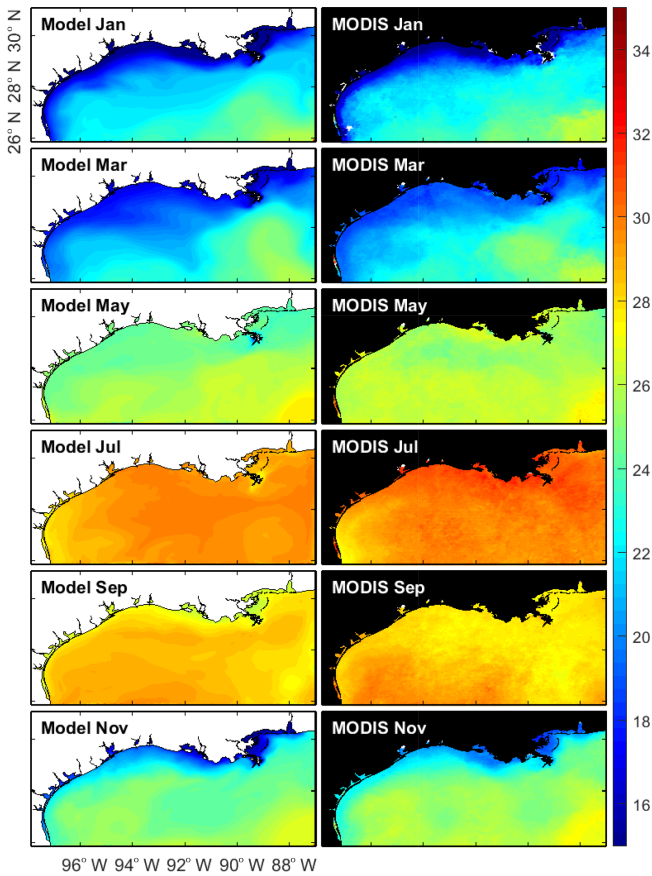 Model Jan
MODIS Jan
30° N
28° N
26° N
Model Mar
MODIS Mar
Model May
MODIS May
Model Jul
MODIS Jul
Model Sep
MODIS Sep
Model Nov
MODIS Nov
96° W 94° W 92° W 90° W 88° W
34
32
30
28
26
24
22
20
18
16